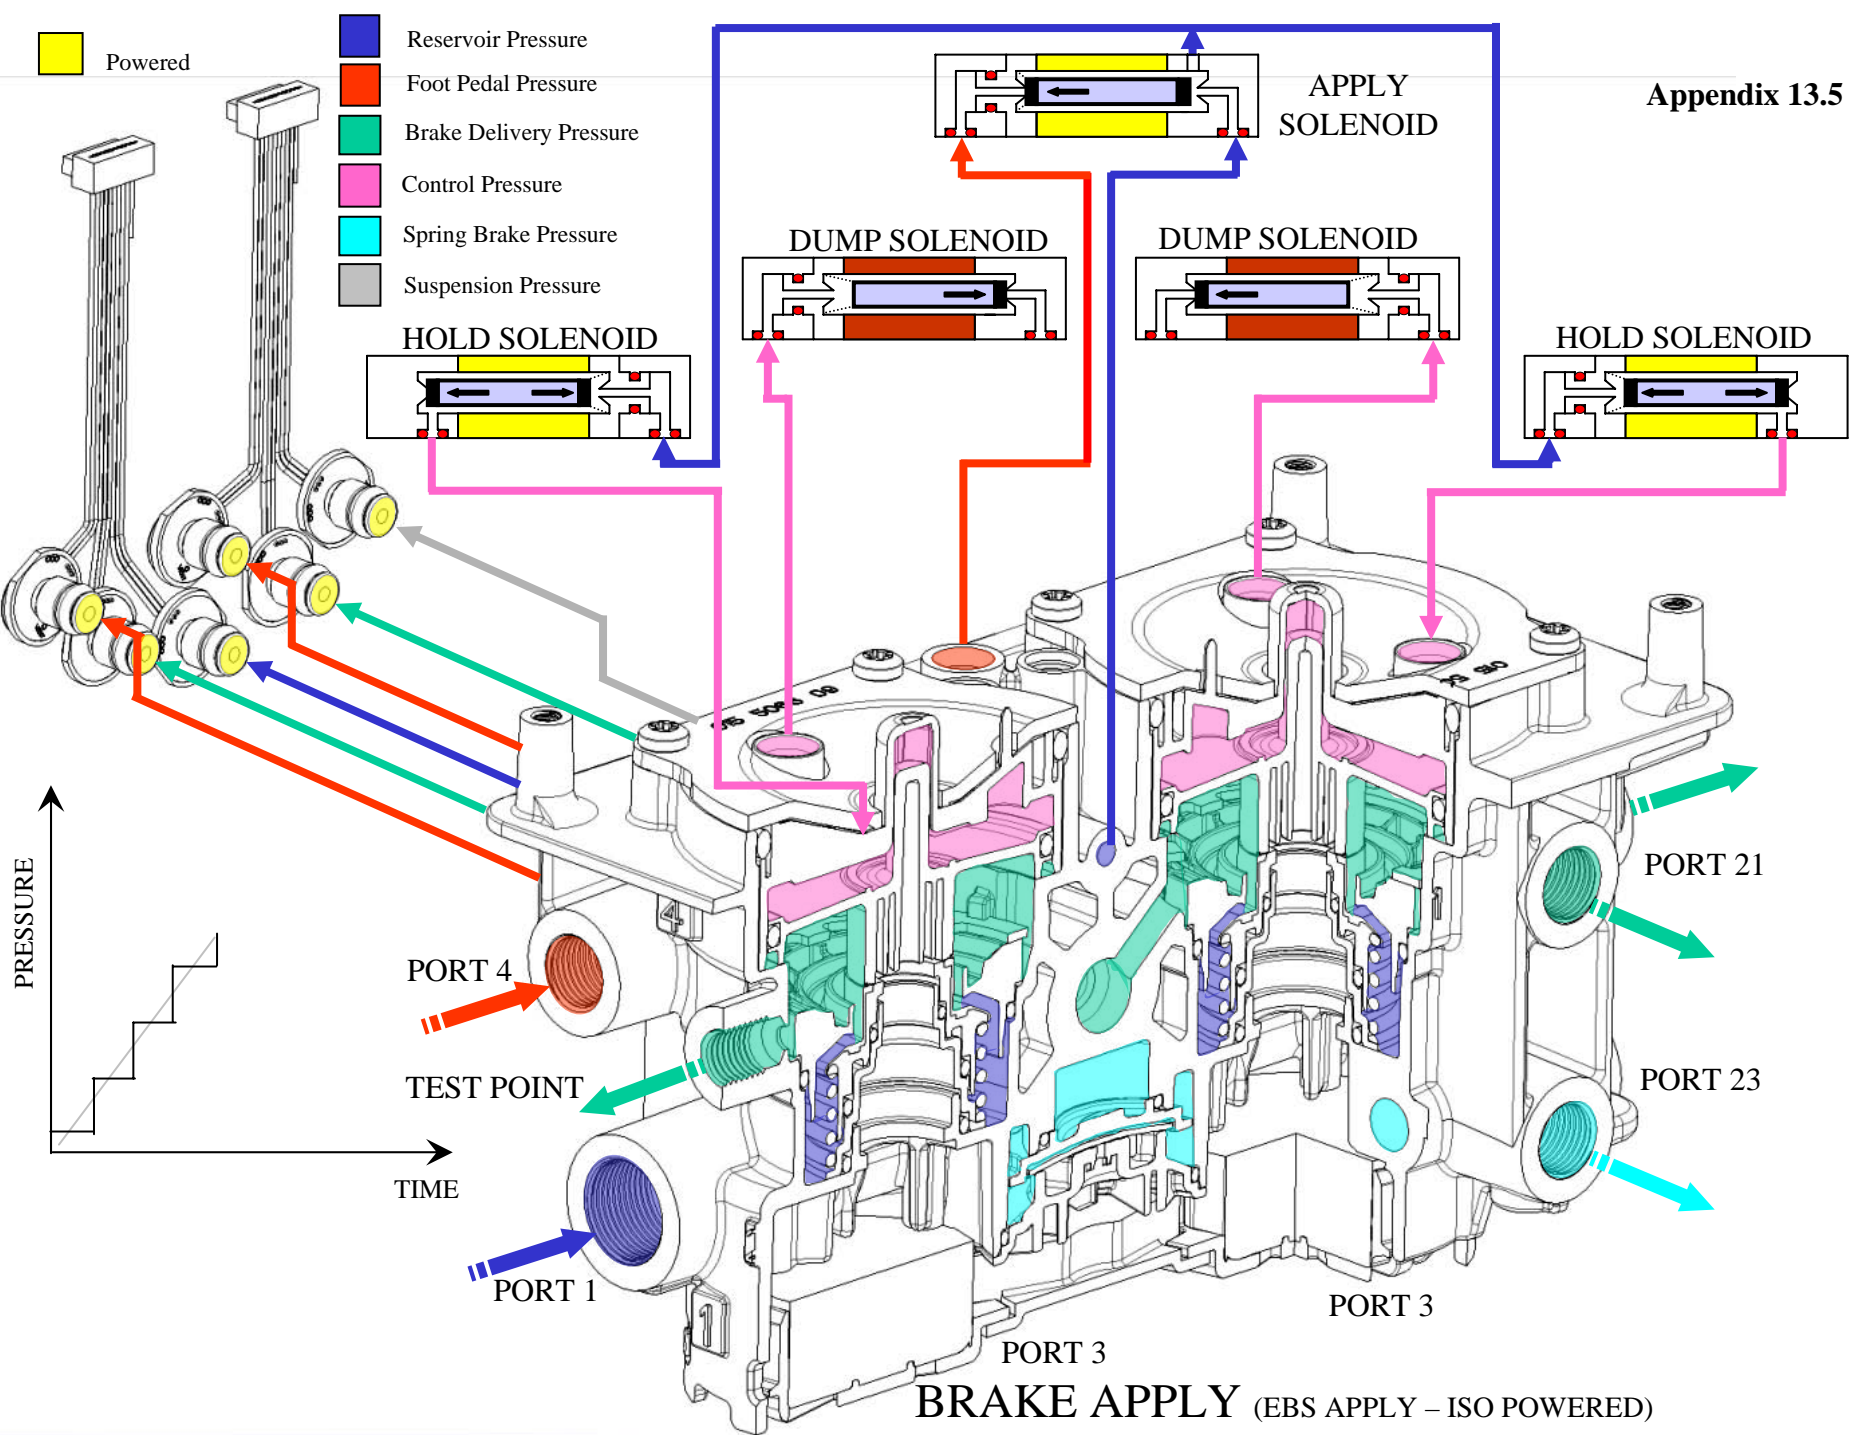 Powered
Reservoir Pressure
Foot Pedal Pressure
Brake Delivery Pressure
Control Pressure
Spring Brake Pressure
Suspension Pressure
APPLY
SOLENOID
Appendix 13.5
DUMP SOLENOID
DUMP SOLENOID
HOLD SOLENOID
HOLD SOLENOID
PRESSURE
TIME
4
PORT 4
TEST POINT
PORT 1
1
PORT 21
PORT 23
PORT 3
PORT 3
BRAKE APPLY (EBS APPLY – ISO POWERED)